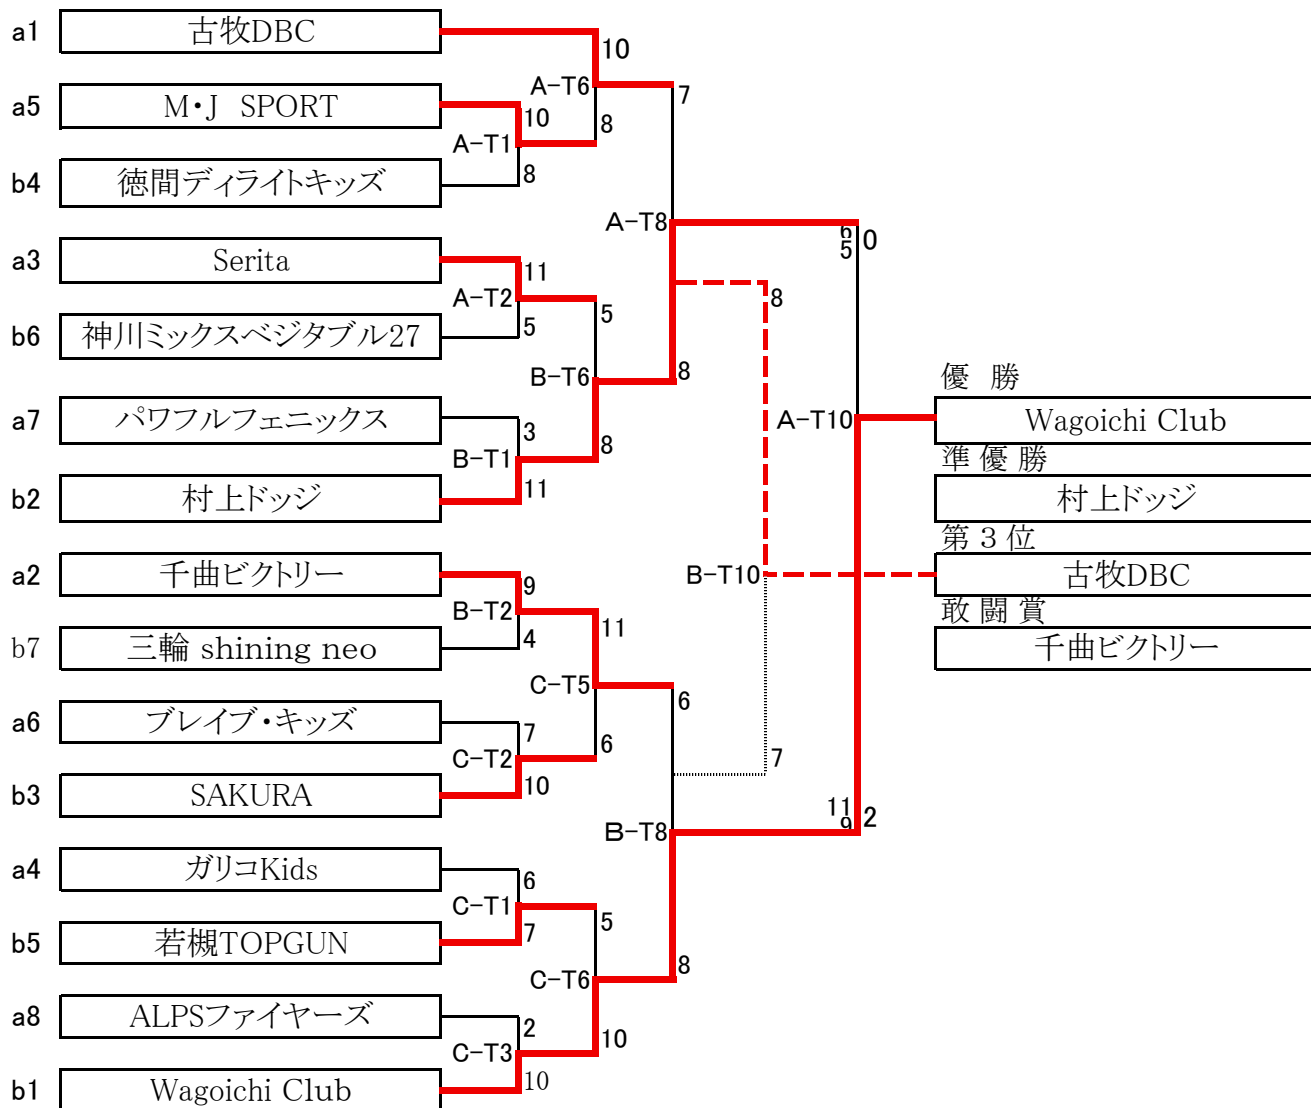 a1 古牧DBC
10
A-T6
7
a5 M・J SPORT
10
8
A-T1
b4 徳間ディライトキッズ
8
A-T8
6 0
5
a3 Serita
11
A-T2
5
8
b6 神川ミックスベジタブル27
5
B-T6
8
優 勝
a7 パワフルフェニックス
3
A-T10
Wagoichi Club
B-T1
8
準 優 勝
b2 村上ドッジ
11
村上ドッジ
第 3 位
a2 千曲ビクトリー
9
B-T10
古牧DBC
B-T2
11
敢 闘 賞
b7 三輪 shining neo
4
千曲ビクトリー
C-T5
6
a6 ブレイブ・キッズ
7
6
7
C-T2
b3 SAKURA
10
11 2
9
B-T8
a4 ガリコKids
6
C-T1
5
b5 若槻TOPGUN
7
8
C-T6
a8 ALPSファイヤーズ
2
10
C-T3
b1 Wagoichi Club
10